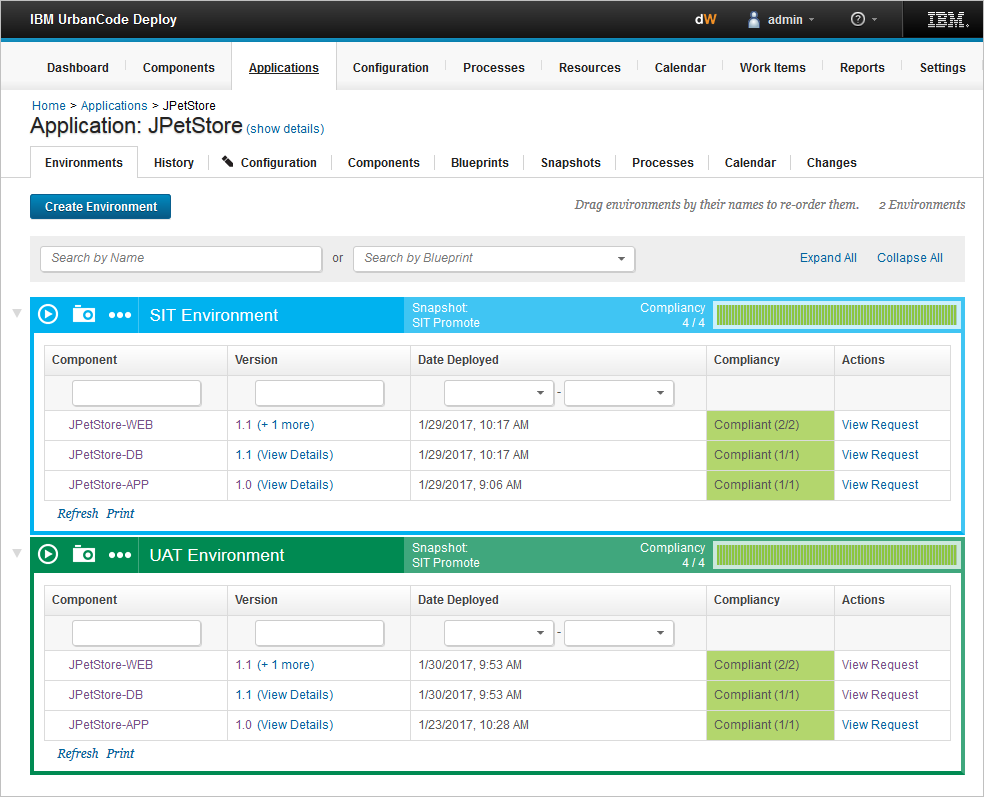 IBM UrbanCode Deploy dW admin ? IBM.
Dashboard Components Applications Configuration Processes Resources Calendar Work Items Reports Settings
Home > Applications > JPetStore
Application: JPetStore (show details)
Environments History Configuration Components Blueprints Snapshots Processes Calendar Changes
Create Environment Drag environments by their names to re-order them. 2 Environments
Search by Name or Search by Blueprint Expand All Collapse All
SIT Environment Snapshot: Compliancy
SIT Promote 4 / 4
Component Version Date Deployed Compliancy Actions
-
JPetStore-WEB 1.1 (+ 1 more) 1/29/2017, 10:17 AM Compliant (2/2) View Request
JPetStore-DB 1.1 (View Details) 1/29/2017, 10:17 AM Compliant (1/1) View Request
JPetStore-APP 1.0 (View Details) 1/29/2017, 9:06 AM Compliant (1/1) View Request
Refresh Print
UAT Environment Snapshot: Compliancy
SIT Promote 4 / 4
Component Version Date Deployed Compliancy Actions
-
JPetStore-WEB 1.1 (+ 1 more) 1/30/2017, 9:53 AM Compliant (2/2) View Request
JPetStore-DB 1.1 (View Details) 1/30/2017, 9:53 AM Compliant (1/1) View Request
JPetStore-APP 1.0 (View Details) 1/23/2017, 10:28 AM Compliant (1/1) View Request
Refresh Print